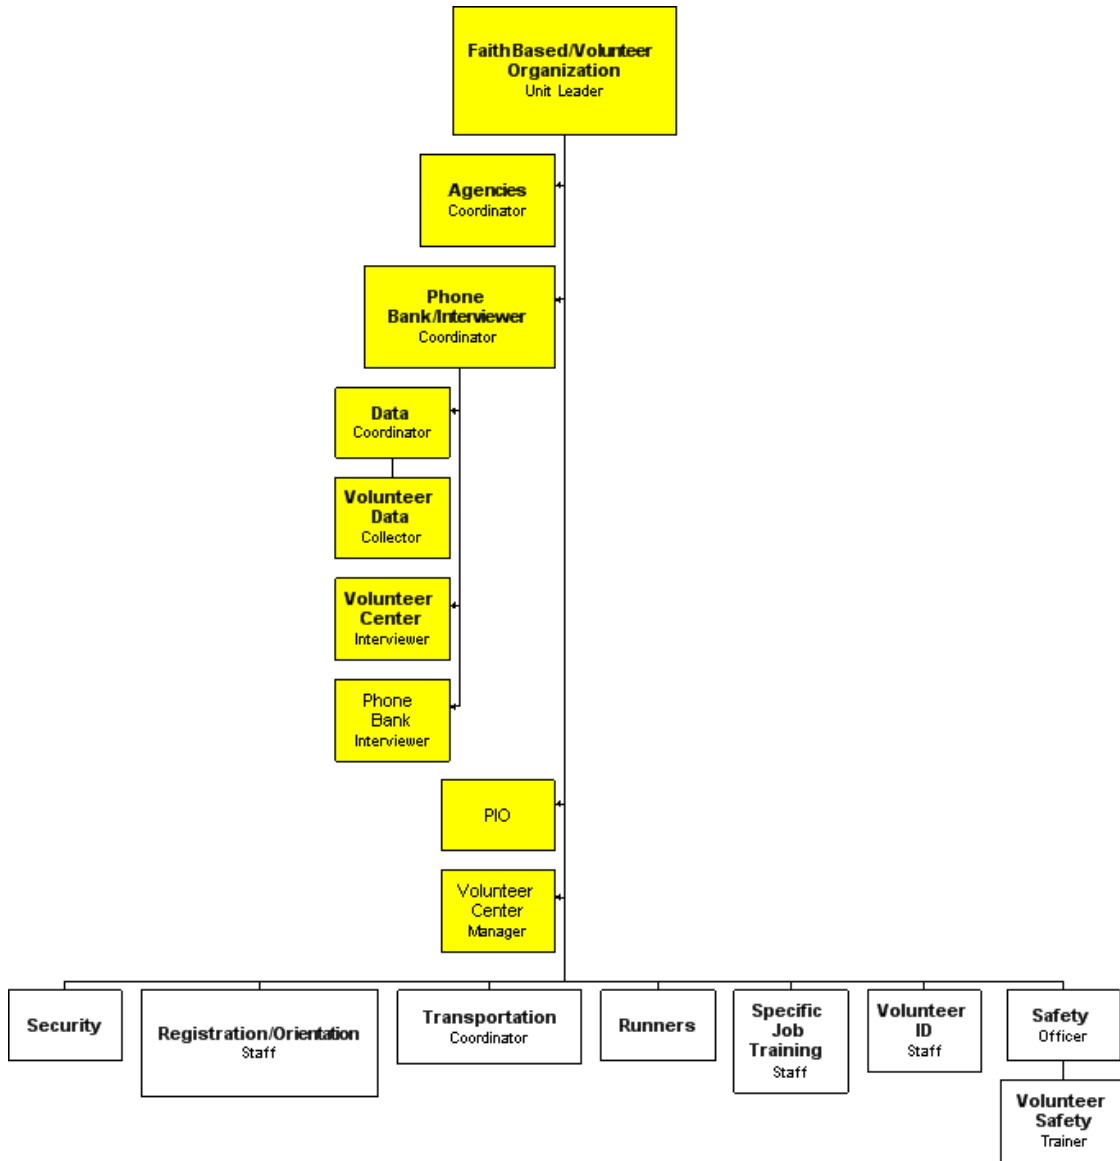 Faith Based/Volunteer
Organization
Unit Leader
Agencies
Coordinator
Phone
Bank/Interviewer
Coordinator
Data
Coordinator
Volunteer
Data
Collector
Volunteer
Center
Interviewer
Phone
Bank
Interviewer
PIO
Volunteer
Center
Manager
Security
Registration/Orientation
Staff
Transportation
Coordinator
Runners
Specific
Job
Training
Staff
Volunteer
ID
Staff
Safety
Officer
Volunteer
Safety
Trainer